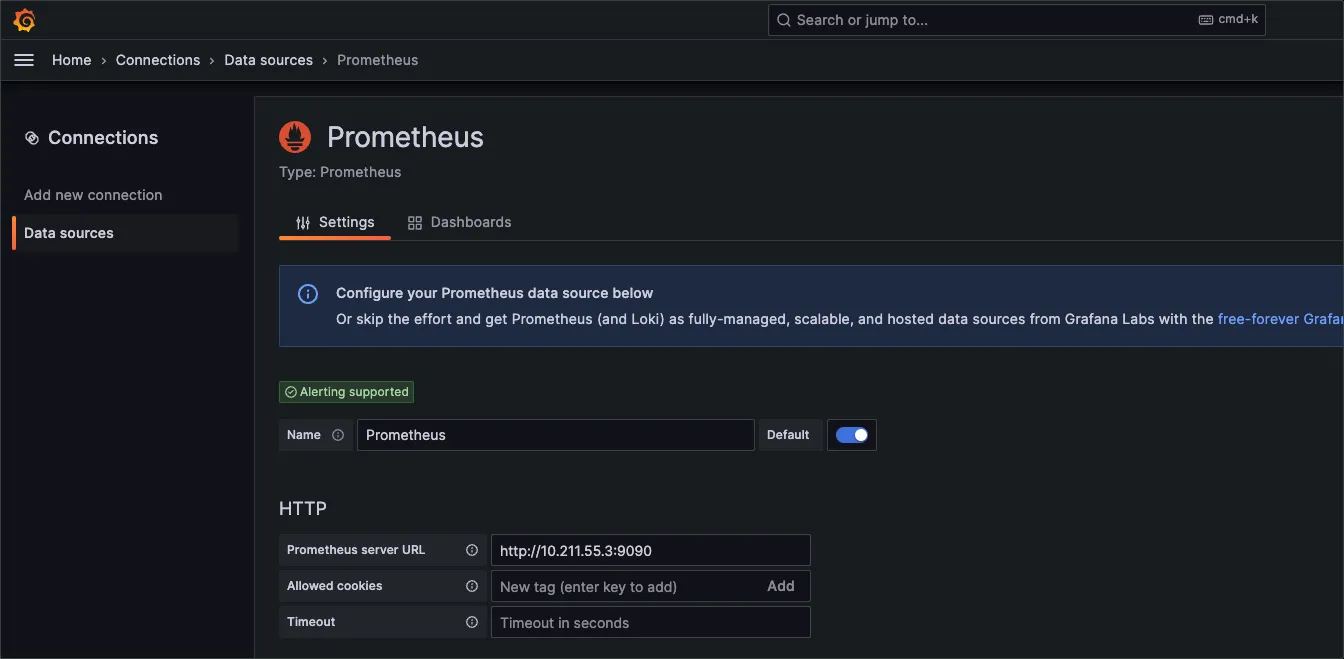 Search or jump to...
cmd+k
Home › Connections › Data sources › Prometheus
Connections
Add new connection
Data sources
Prometheus
Type: Prometheus
Settings
Dashboards
Configure your Prometheus data source below
Or skip the effort and get Prometheus (and Loki) as fully-managed, scalable, and hosted data sources from Grafana Labs with the free-forever Grafa
Alerting supported
Name
Prometheus
Default
HTTP
Prometheus server URL
http://10.211.55.3:9090
Allowed cookies
New tag (enter key to add)
Add
Timeout
Timeout in seconds